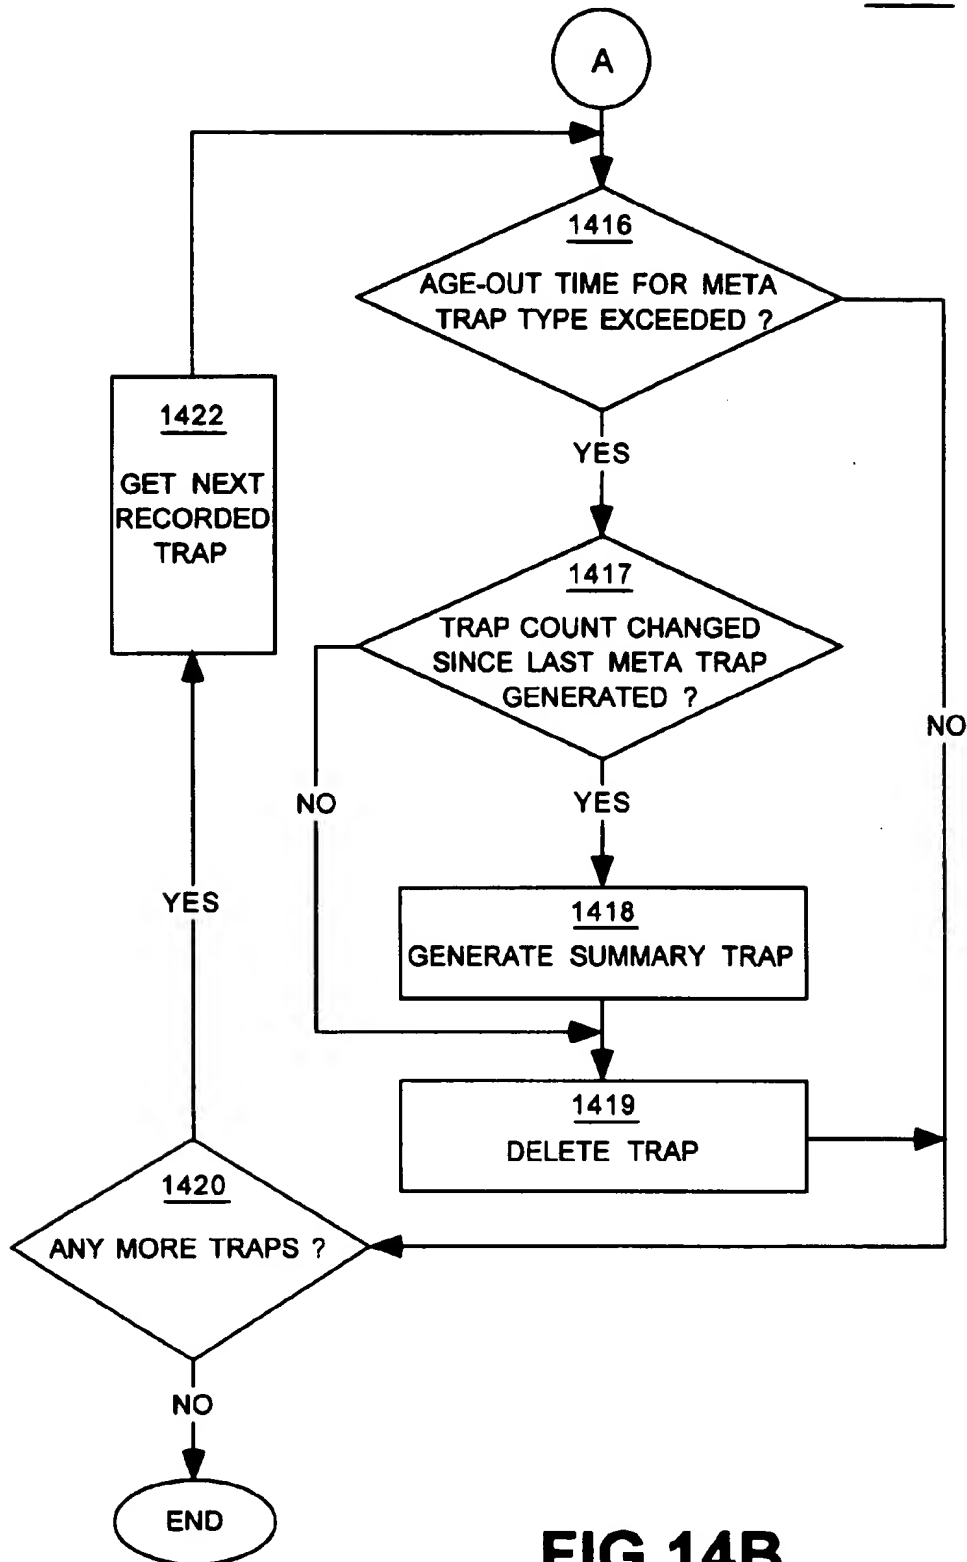 A
1416
AGE-OUT TIME FOR META
TRAP TYPE EXCEEDED ?
YES
1422
GET NEXT
RECORDED
TRAP
1417
TRAP COUNT CHANGED
SINCE LAST META TRAP
GENERATED ?
NO
NO
YES
YES
1418
GENERATE SUMMARY TRAP
1419
DELETE TRAP
1420
ANY MORE TRAPS ?
NO
END
FIG 14B